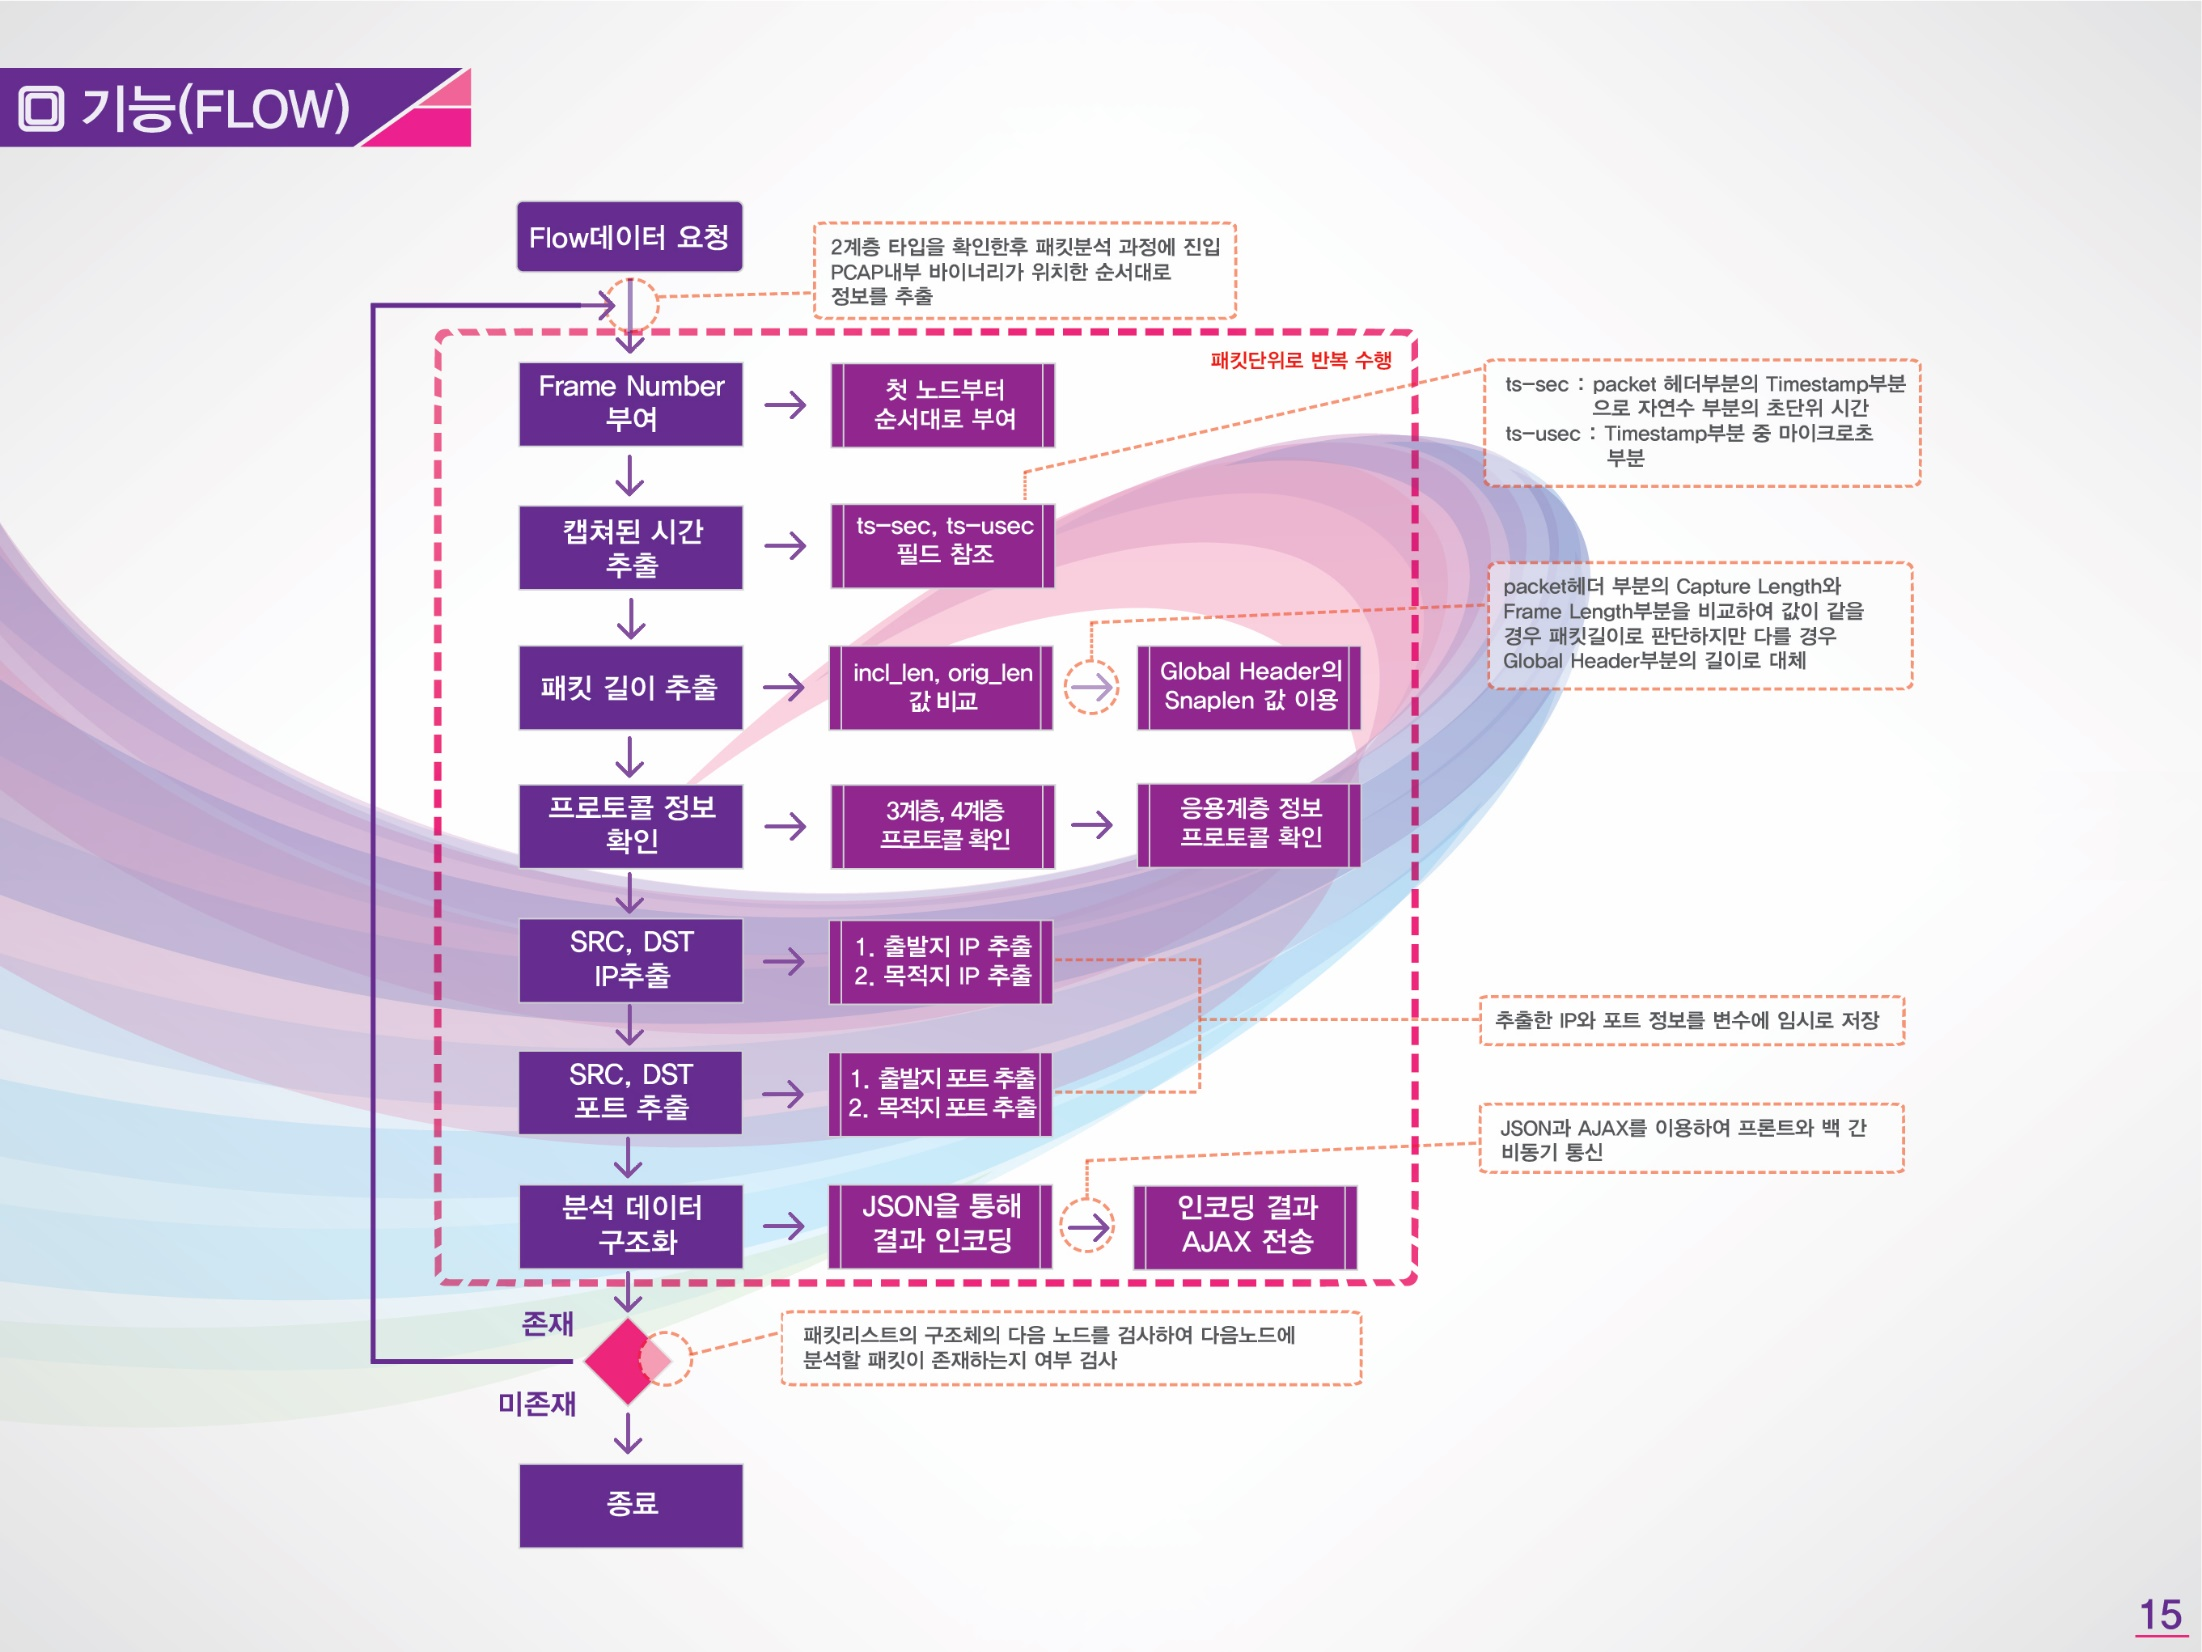 기능(FLOW)
Flow데이터 요청
2계층 타입을 확인한후 패킷분석 과정에 진입
PCAP내부 바이너리가 위치한 순서대로
정보를 추출
패킷단위로 반복 수행
Frame Number
부여
첫 노드부터
순서대로 부여
ts-sec : packet 헤더부분의 Timestamp부분
으로 자연수 부분의 초단위 시간
ts-usec : Timestamp부분 중 마이크로초
부분
캡쳐된 시간
추출
ts-sec, ts-usec
필드 참조
packet헤더 부분의 Capture Length와
Frame Length부분을 비교하여 값이 같을
경우 패킷길이로 판단하지만 다를 경우
Global Header부분의 길이로 대체
패킷 길이 추출
incl_len, orig_len
값 비교
Global Header의
Snaplen 값 이용
프로토콜 정보
확인
3계층, 4계층
프로토콜 확인
응용계층 정보
프로토콜 확인
SRC, DST
IP추출
1. 출발지 IP 추출
2. 목적지 IP 추출
추출한 IP와 포트 정보를 변수에 임시로 저장
SRC, DST
포트 추출
1. 출발지 포트 추출
2. 목적지 포트 추출
JSON과 AJAX를 이용하여 프론트와 백 간
비동기 통신
분석 데이터
구조화
JSON을 통해
결과 인코딩
인코딩 결과
AJAX 전송
존재
패킷리스트의 구조체의 다음 노드를 검사하여 다음노드에
분석할 패킷이 존재하는지 여부 검사
미존재
종료
15